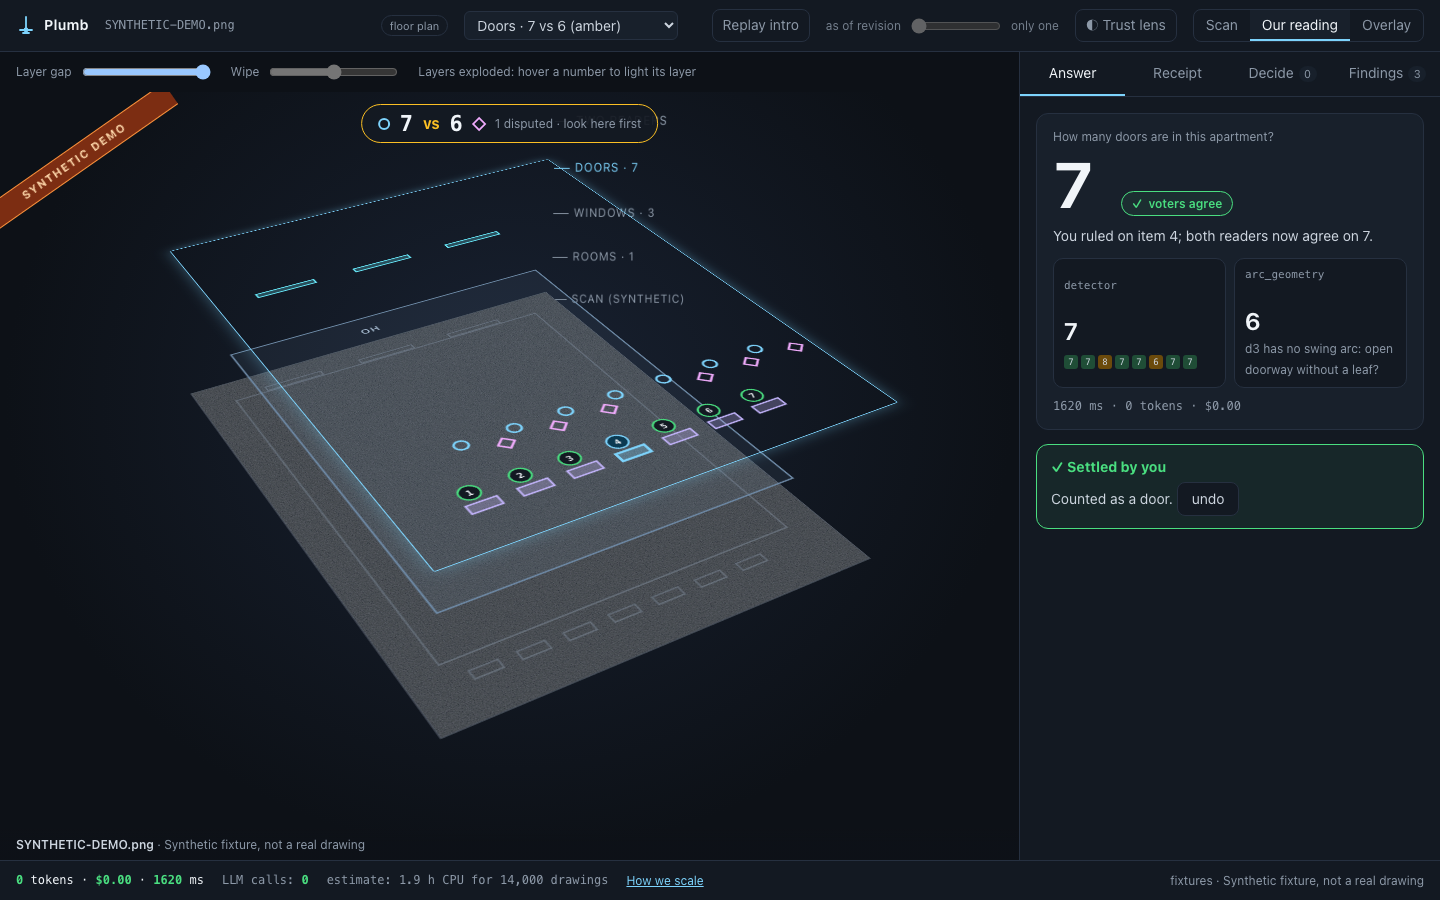 Plumb SYNTHETIC-DEMO.png floor plan Doors · 7 vs 6 (amber) Replay intro as of revision only one Trust lens Scan Our reading Overlay
Layer gap Wipe Layers exploded: hover a number to light its layer
Answer Receipt Decide 0 Findings 3
SYNTHETIC DEMO
7 vs 6 1 disputed · look here first
DOORS · 7
WINDOWS · 3
ROOMS · 1
SCAN (SYNTHETIC)
1 2 3 4 5 6 7
How many doors are in this apartment?
7 ✓ voters agree
You ruled on item 4; both readers now agree on 7.
detector
7
7 7 8 7 7 6 7 7
arc_geometry
6
d3 has no swing arc: open
doorway without a leaf?
1620 ms · 0 tokens · $0.00
✓ Settled by you
Counted as a door. undo
SYNTHETIC-DEMO.png · Synthetic fixture, not a real drawing
0 tokens · $0.00 · 1620 ms LLM calls: 0 estimate: 1.9 h CPU for 14,000 drawings How we scale fixtures · Synthetic fixture, not a real drawing